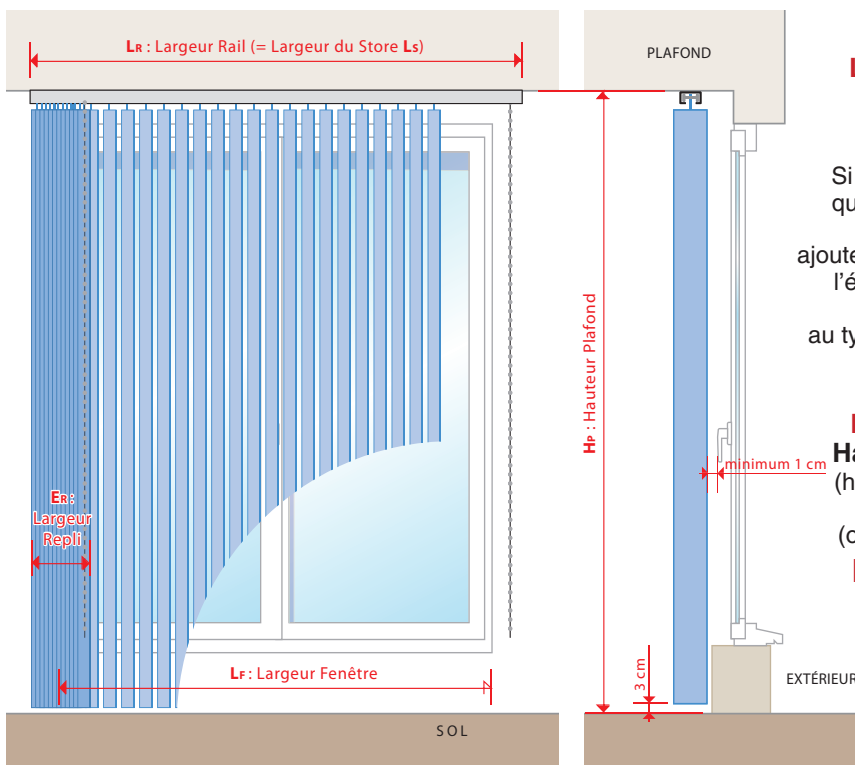 LR : Largeur Rail (= Largeur du Store LS)
PLAFOND
Si
qu
ajoute
l'é
au ty
HP : Hauteur Plafond
Ha
minimum 1 cm
(h
(o
ER :
Largeur
Repli
LF : Largeur Fenêtre
3 cm
EXTÉRIEUR
SOL